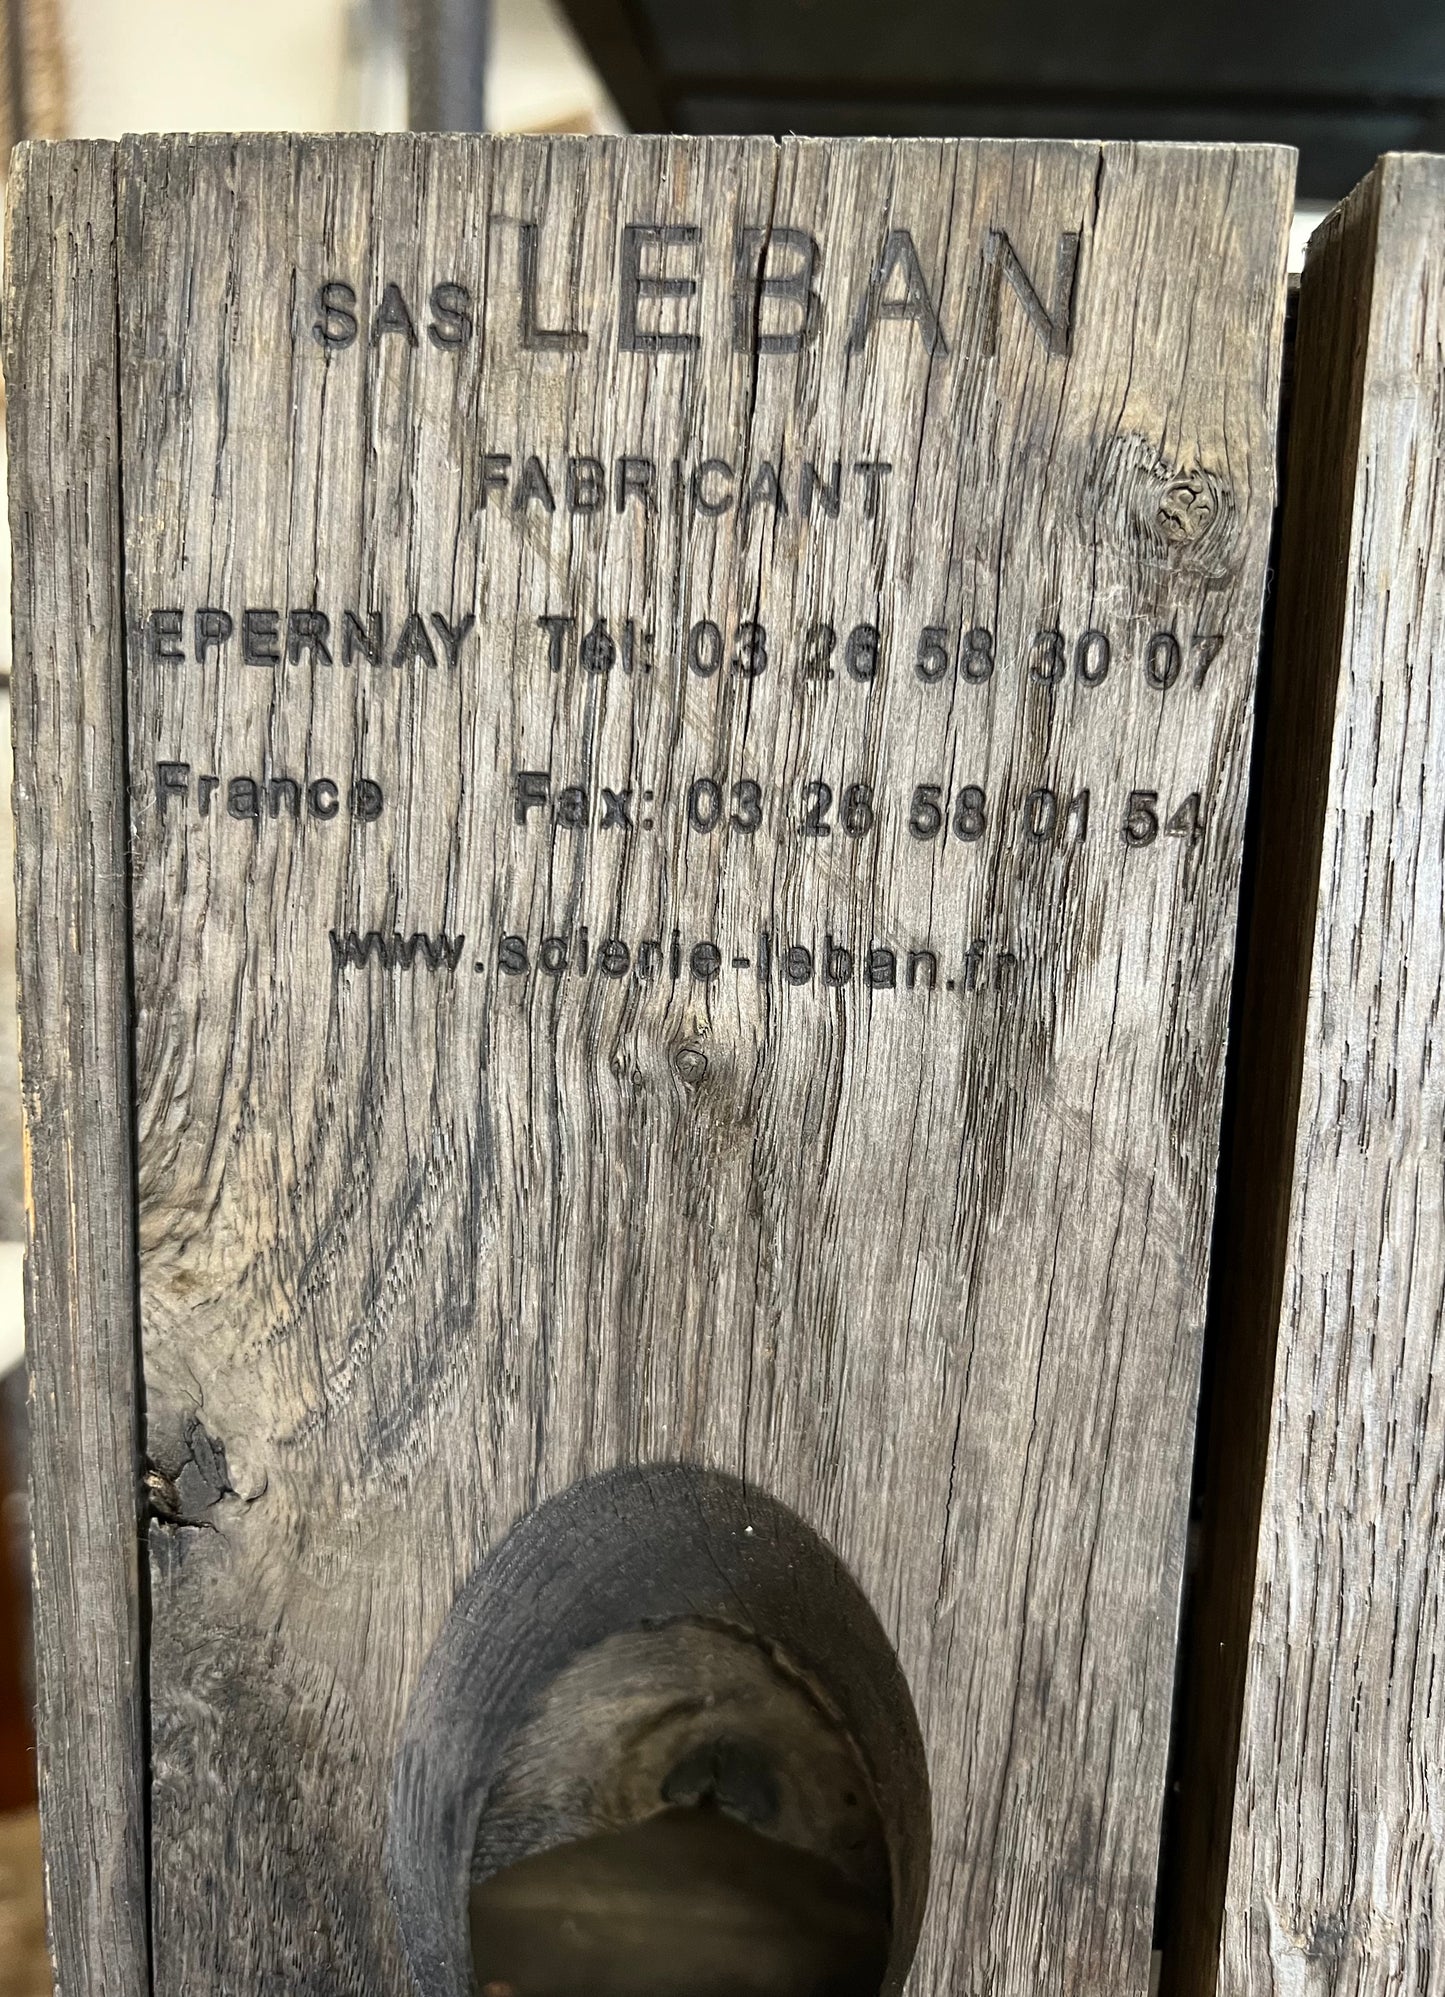 SAS LEBAN
FABRICANT
EPERNAY Tél: 03 26 58 30 07
France Fax: 03 26 58 01 54
www.scierie-leban.fr